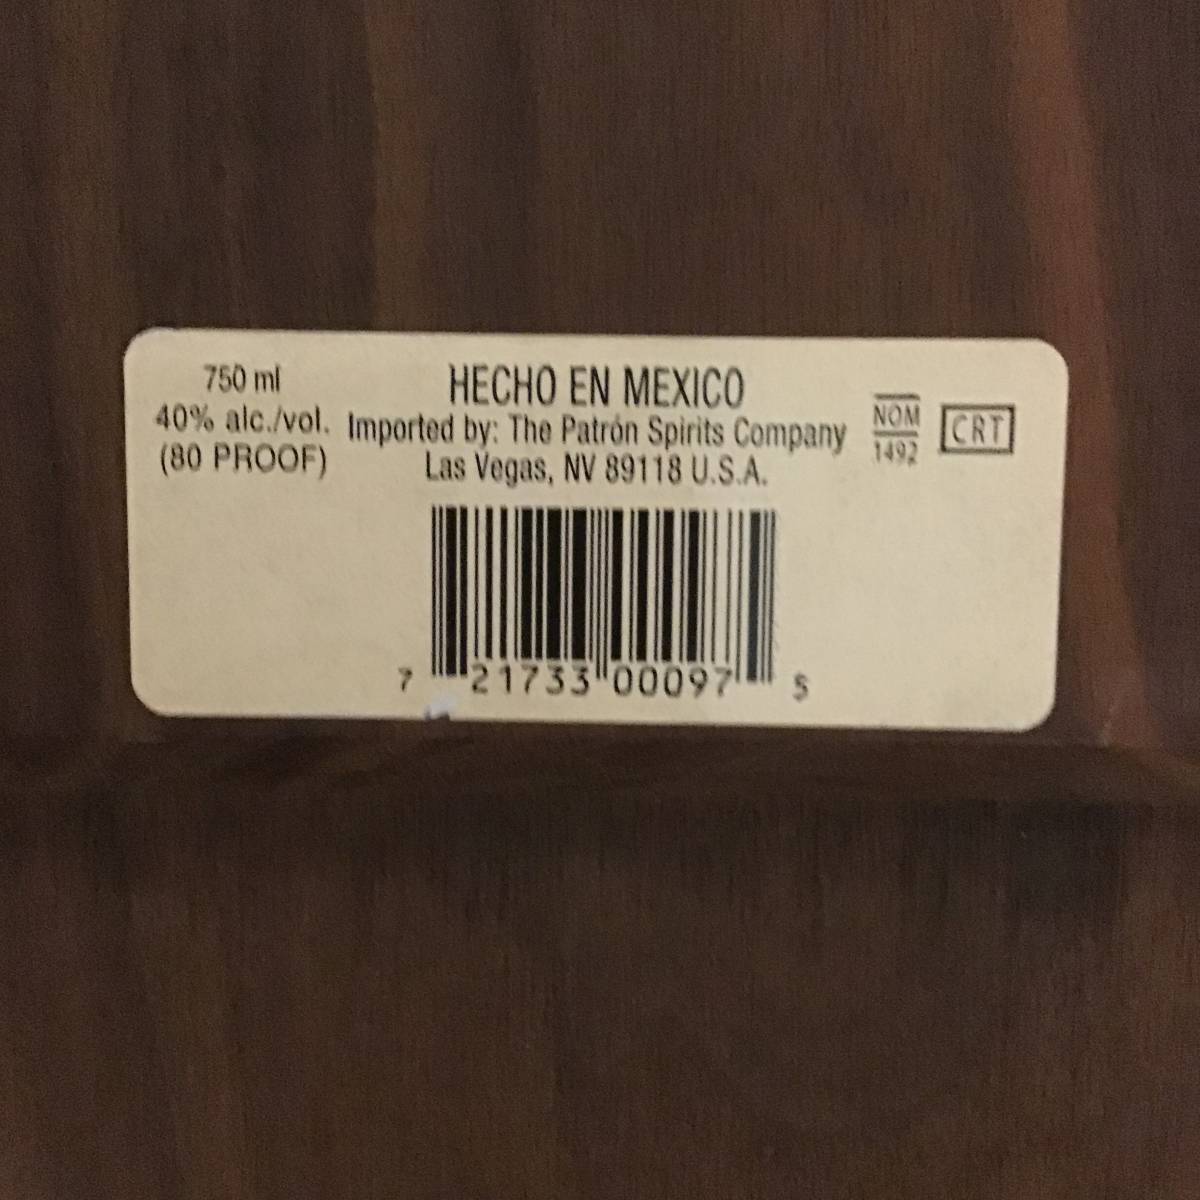 750 ml
40% alc./vol.
(80 PROOF)
HECHO EN MEXICO
Imported by: The Patrón Spirits Company
Las Vegas, NV 89118 U.S.A.
NOM
1492
CRT
7 21733 00097 5